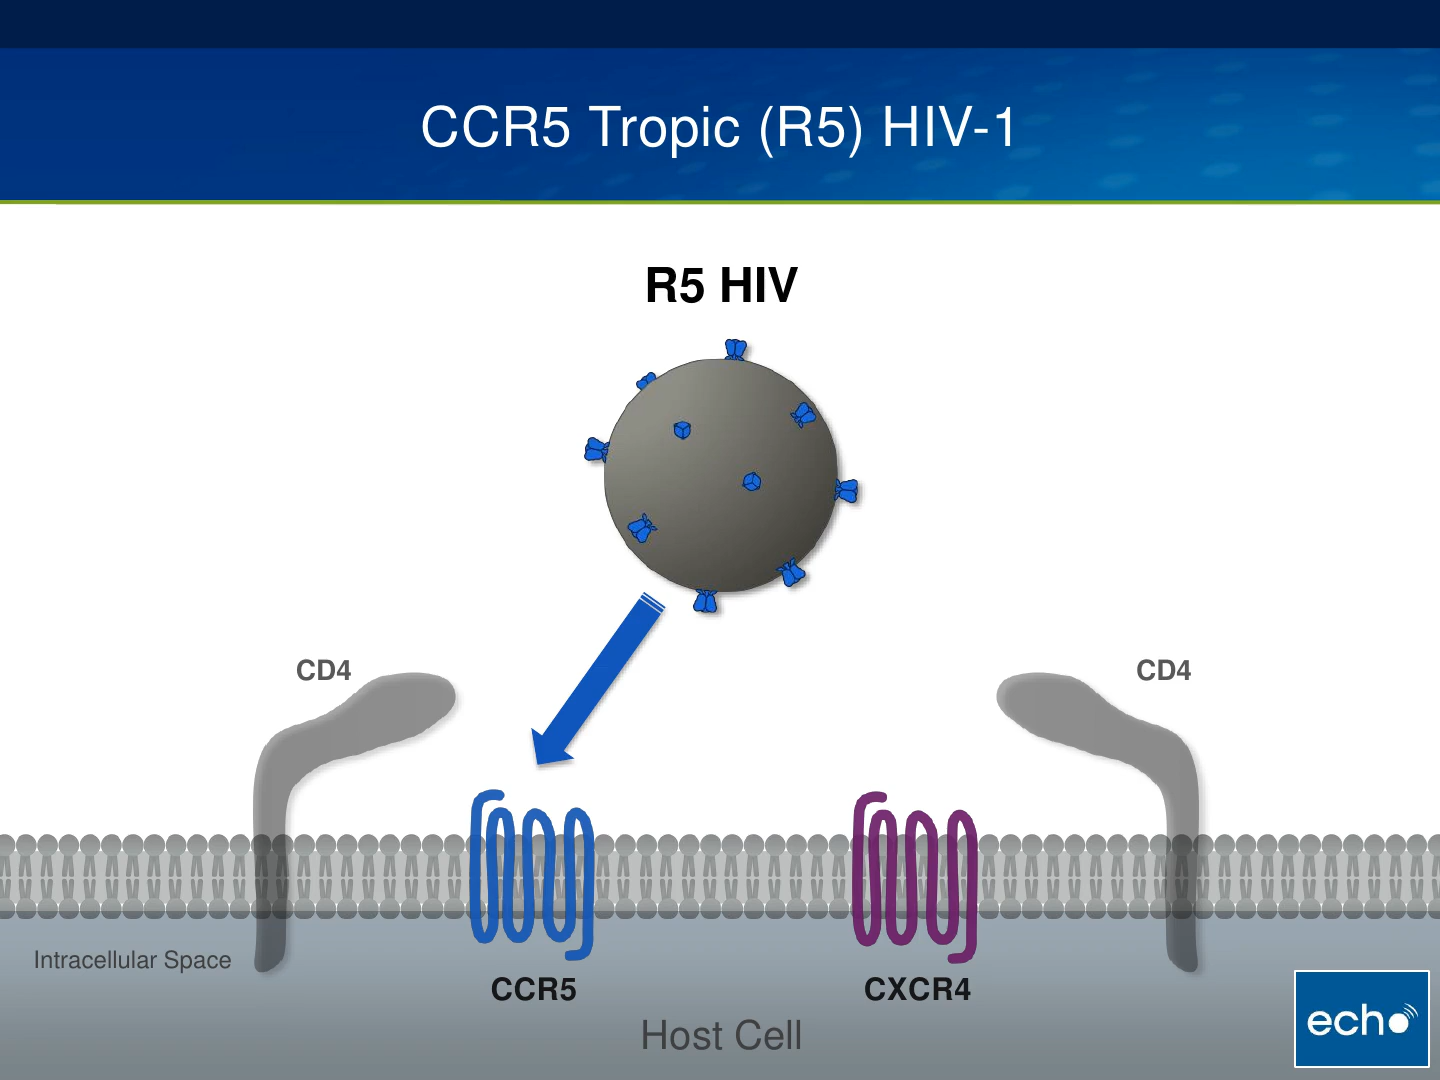 CCR5 Tropic (R5) HIV-1
R5 HIV
CD4
CD4
Intracellular Space
CCR5
CXCR4
Host Cell
echo